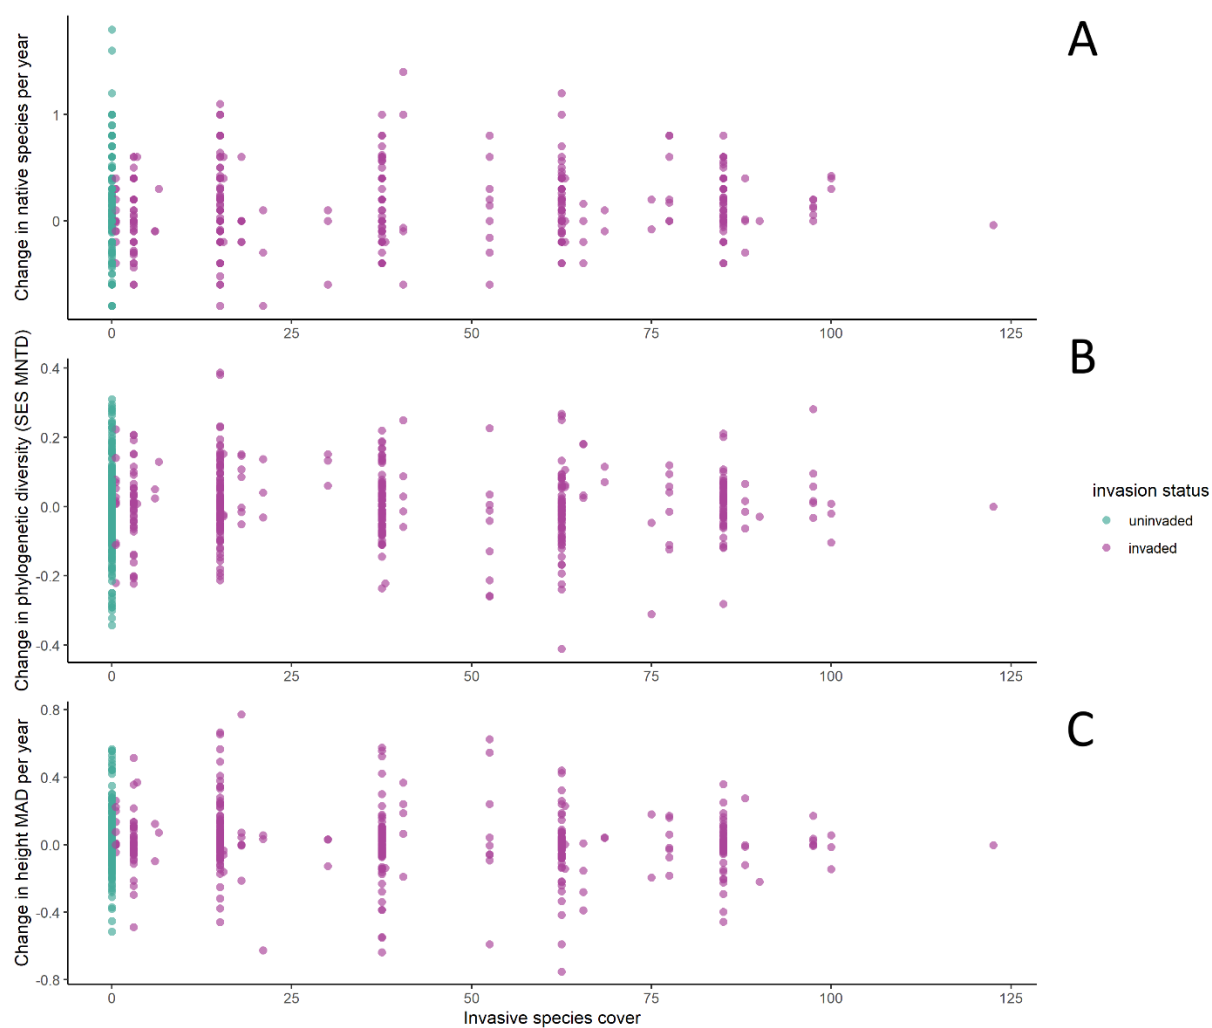 A
Change in native species per year
1
0
0 25 50 75 100 125
B
Change in phylogenetic diversity (SES MNTD)
0.4
0.2
0.0
-0.2
-0.4
0 25 50 75 100 125
invasion status
uninvaded
invaded
C
Change in height MAD per year
0.8
0.4
0.0
-0.4
-0.8
0 25 50 75 100 125
Invasive species cover